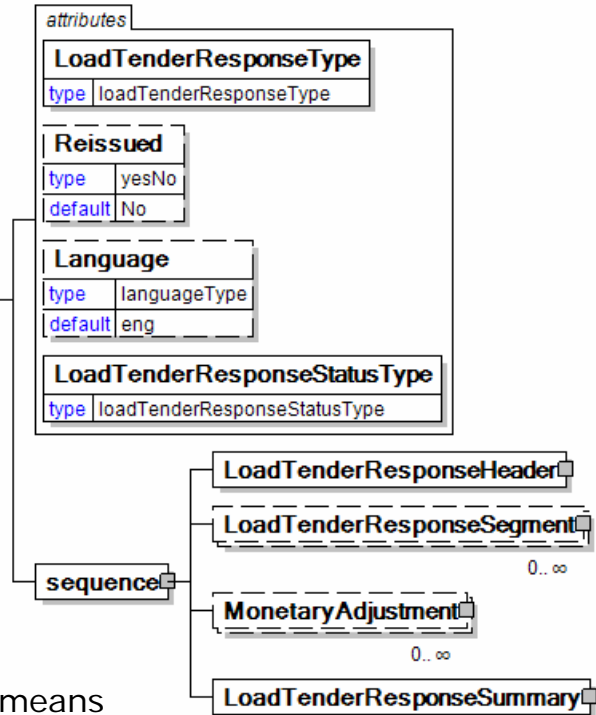 attributes
LoadTenderResponseType
type loadTenderResponseType
Reissued
type yesNo
default No
Language
type languageType
default eng
LoadTenderResponseStatusType
type loadTenderResponseStatusType
LoadTenderResponseHeader
LoadTenderResponseSegment
0.. ∞
sequence
MonetaryAdjustment
0.. ∞
means
LoadTenderResponseSummary